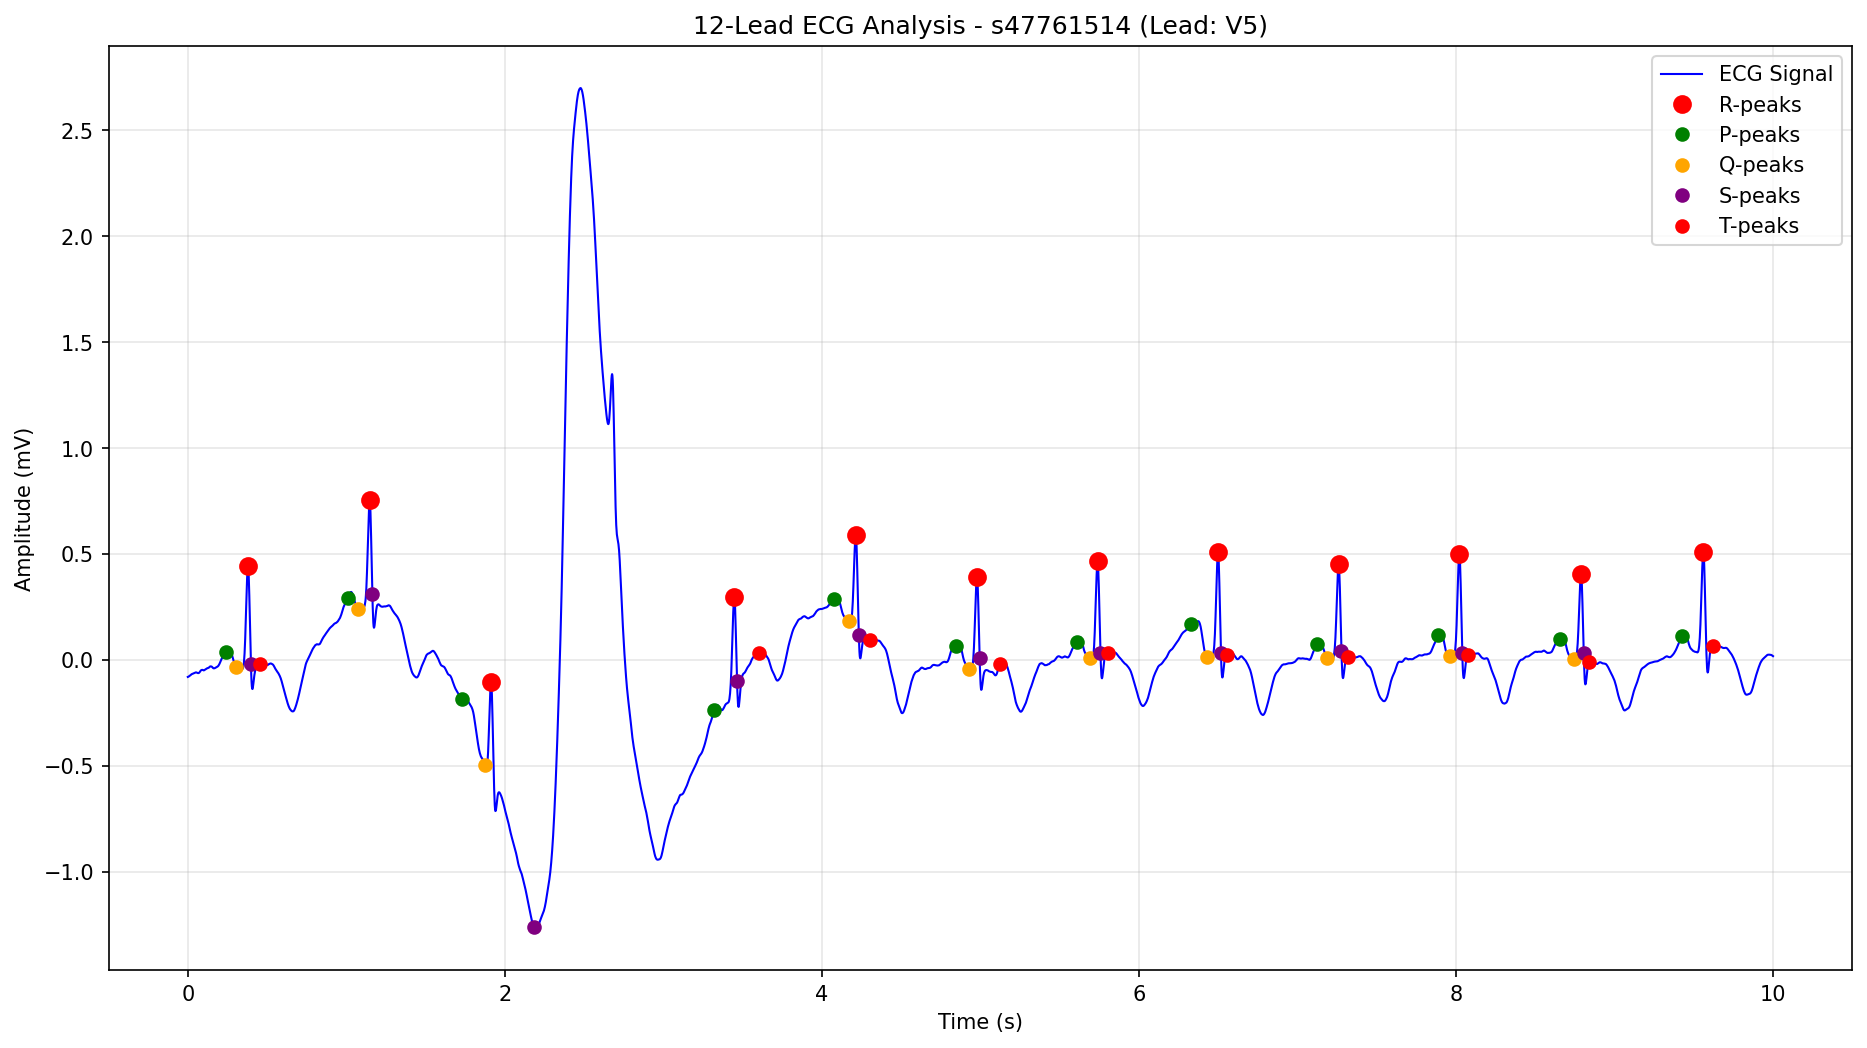 12-Lead ECG Analysis - s47761514 (Lead: V5)
ECG Signal
R-peaks
P-peaks
Q-peaks
S-peaks
T-peaks
Amplitude (mV)
2.5
2.0
1.5
1.0
0.5
0.0
−0.5
−1.0
0 2 4 6 8 10
Time (s)